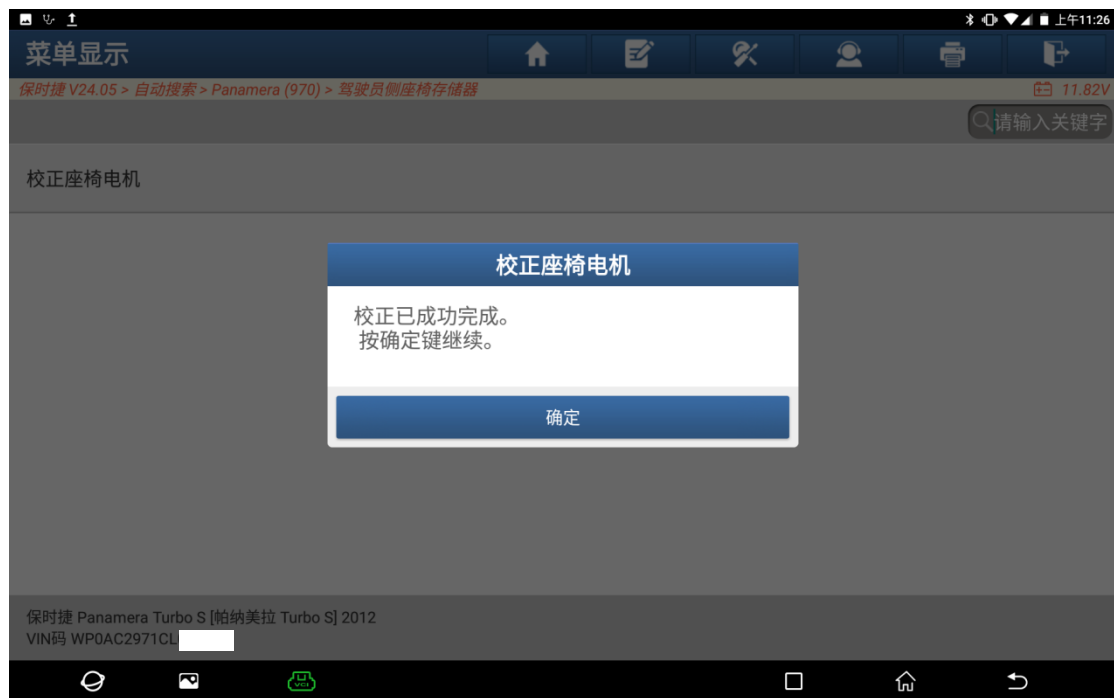 上午11:26
菜单显示
保时捷 V24.05 > 自动搜索 > Panamera (970) > 驾驶员侧座椅存储器
11.82V
请输入关键字
校正座椅电机
校正座椅电机
校正已成功完成。
按确定键继续。
确定
保时捷 Panamera Turbo S [帕纳美拉 Turbo S] 2012
VIN码 WP0AC2971CL
VCI